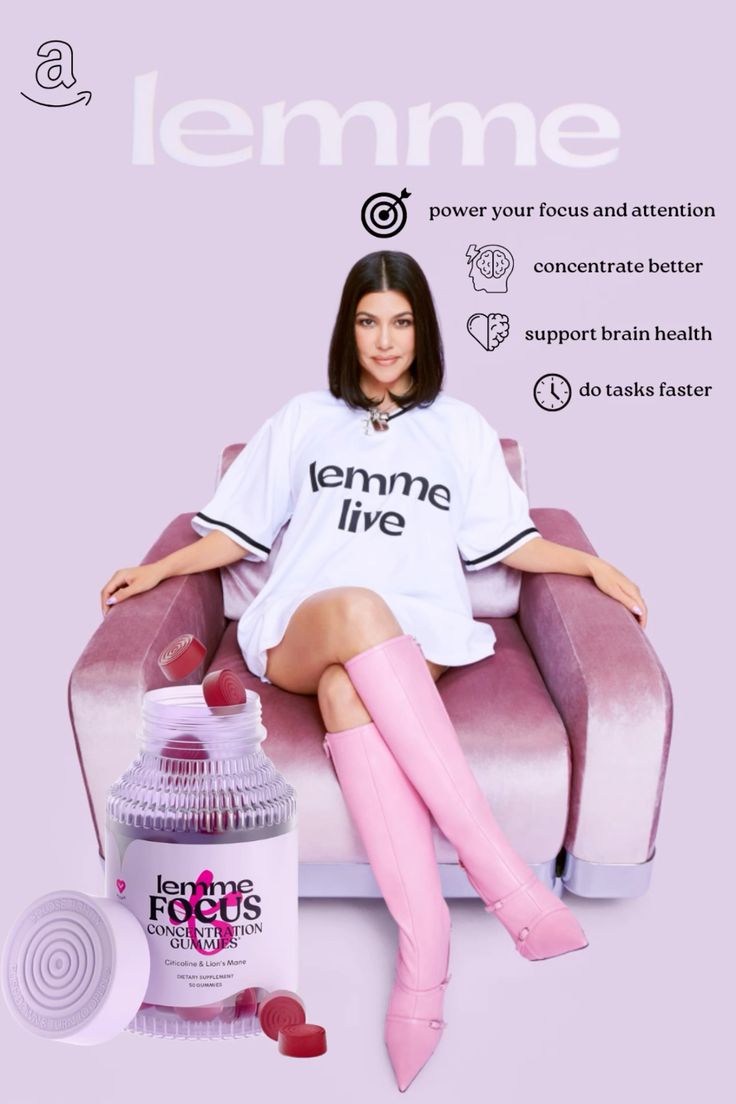 a
lemme
power your focus and attention
concentrate better
support brain health
do tasks faster
lemme
live
lemme
FOCUS
CONCENTRATION
GUMMIES
Citicoline & Lion's Mane
DIETARY SUPPLEMENT
50 GUMMIES